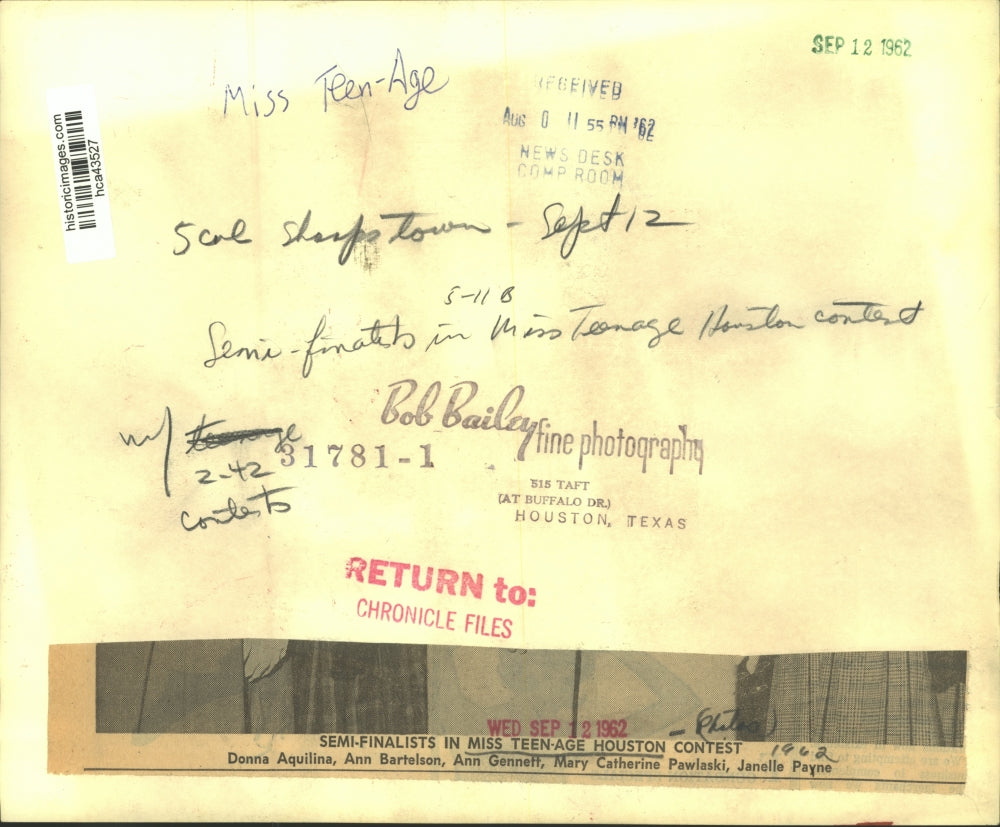 SEP 12 1962
Miss Teen-Age
RECEIVED
AUG 0 11 55 PM '62
NEWS DESK
COMP ROOM
historicimages.com
hca43527
5 col Sharpstown - Sept 12
5-11 B
Semi-finalists in Miss Teenage Houston contest
Bob Bailey fine photography
w/ teenage
31781-1
2-42
contests
515 TAFT
(AT BUFFALO DR.)
HOUSTON, TEXAS
RETURN to:
CHRONICLE FILES
WED SEP 12 1962
- (Photos)
SEMI-FINALISTS IN MISS TEEN-AGE HOUSTON CONTEST 1962
Donna Aquilina, Ann Bartelson, Ann Gennett, Mary Catherine Pawlaski, Janelle Payne